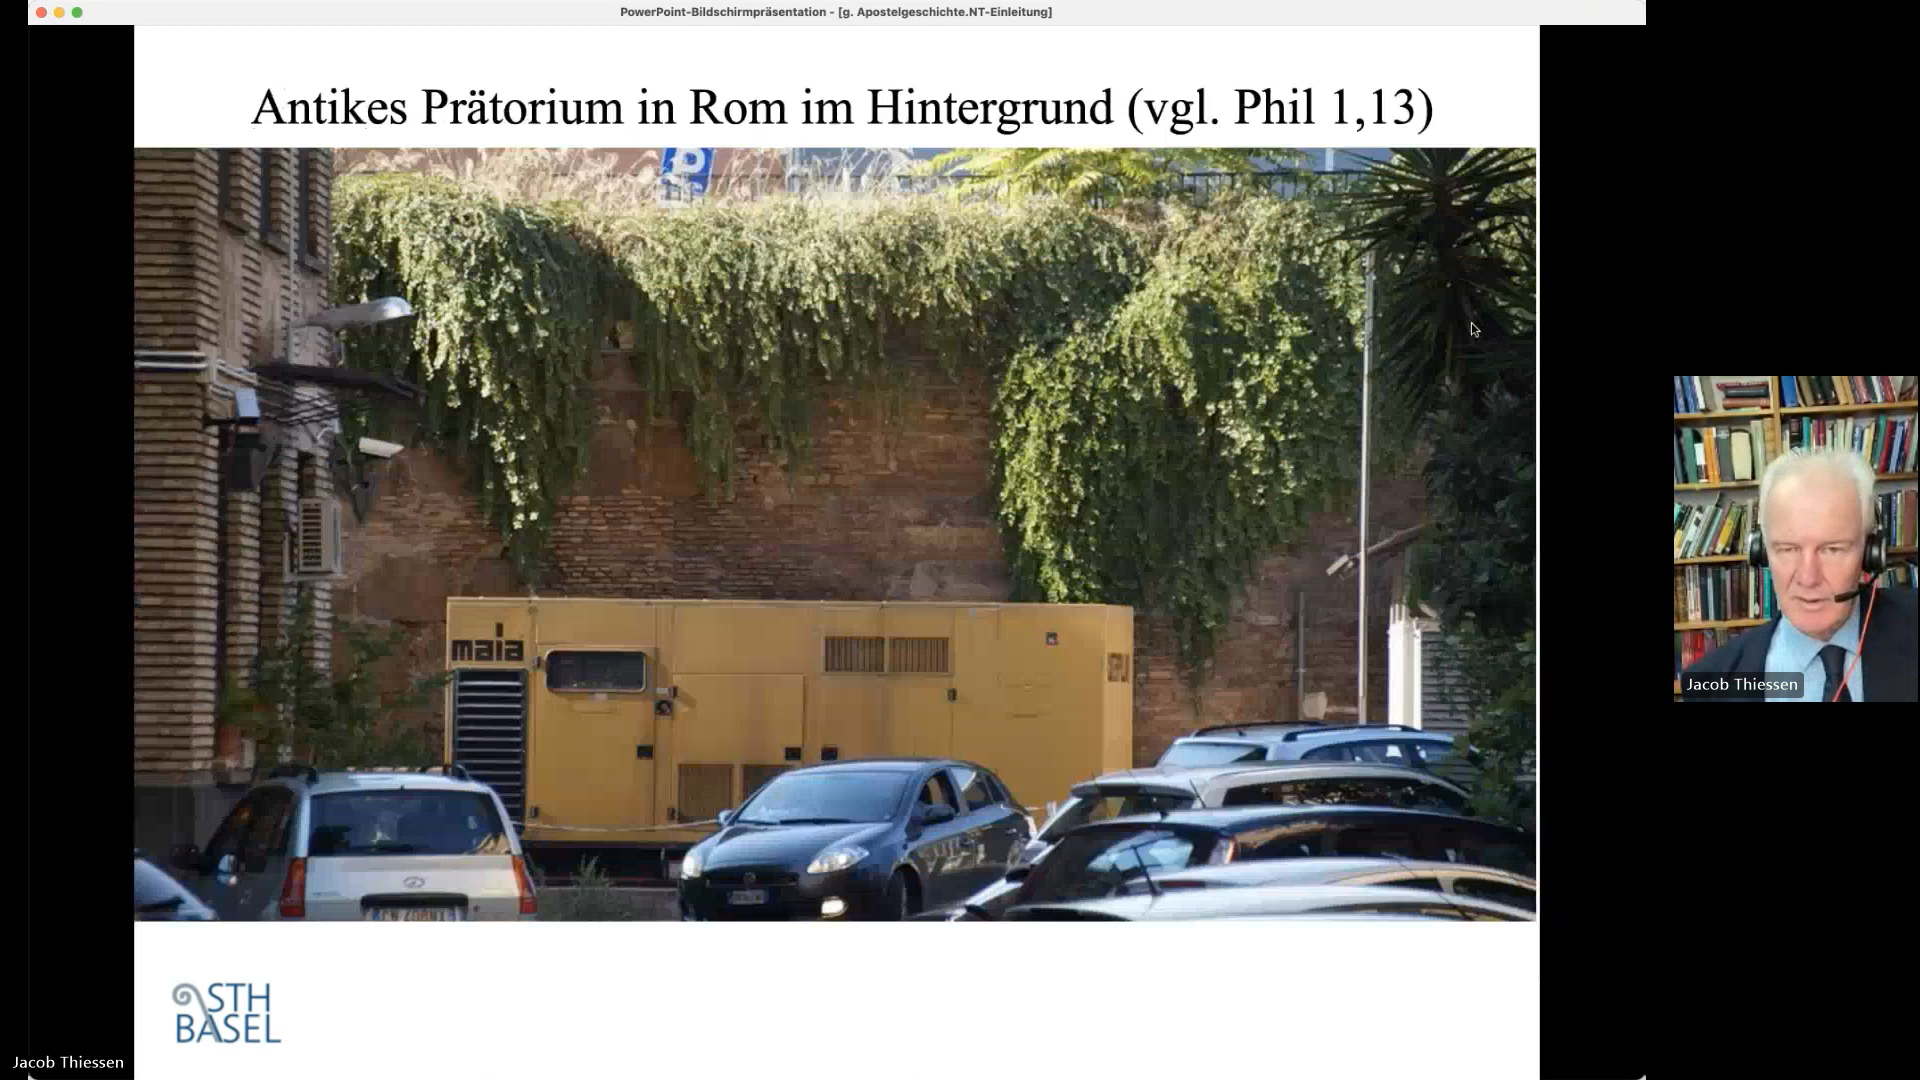 PowerPoint-Bildschirmpräsentation - [g. Apostelgeschichte.NT-Einleitung]
Antikes Prätorium in Rom im Hintergrund (vgl. Phil 1,13)
P
maia
Jacob Thiessen
STH
BASEL
Jacob Thiessen